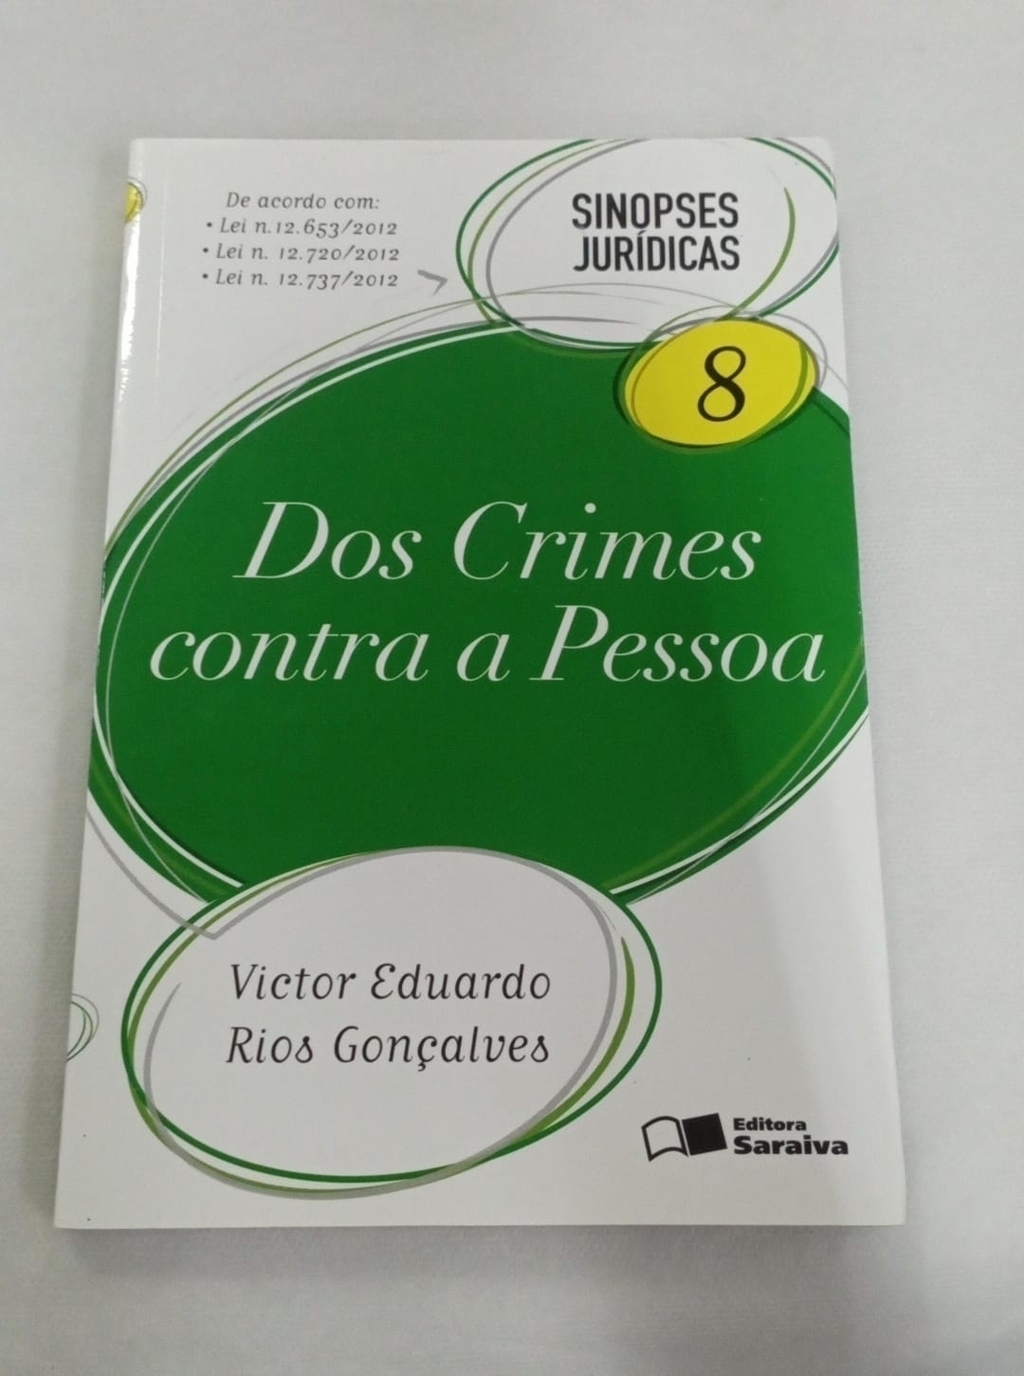 De acordo com:
• Lei n.12.653/2012
• Lei n. 12.720/2012
• Lei n. 12.737/2012
SINOPSES
JURÍDICAS
8
Dos Crimes
contra a Pessoa
Victor Eduardo
Rios Gonçalves
Editora
Saraiva